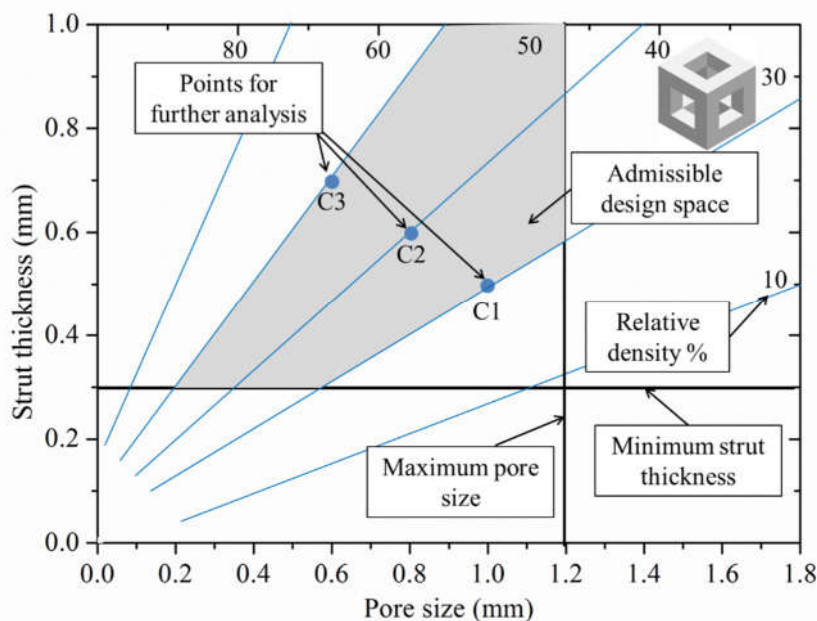 1.0
0.8
0.6
0.4
0.2
0.0
Strut thickness (mm)
80
60
50
40
30
10
Points for
further analysis
C3
C2
C1
Admissible
design space
Relative
density %
Maximum pore
size
Minimum strut
thickness
0.0 0.2 0.4 0.6 0.8 1.0 1.2 1.4 1.6 1.8
Pore size (mm)